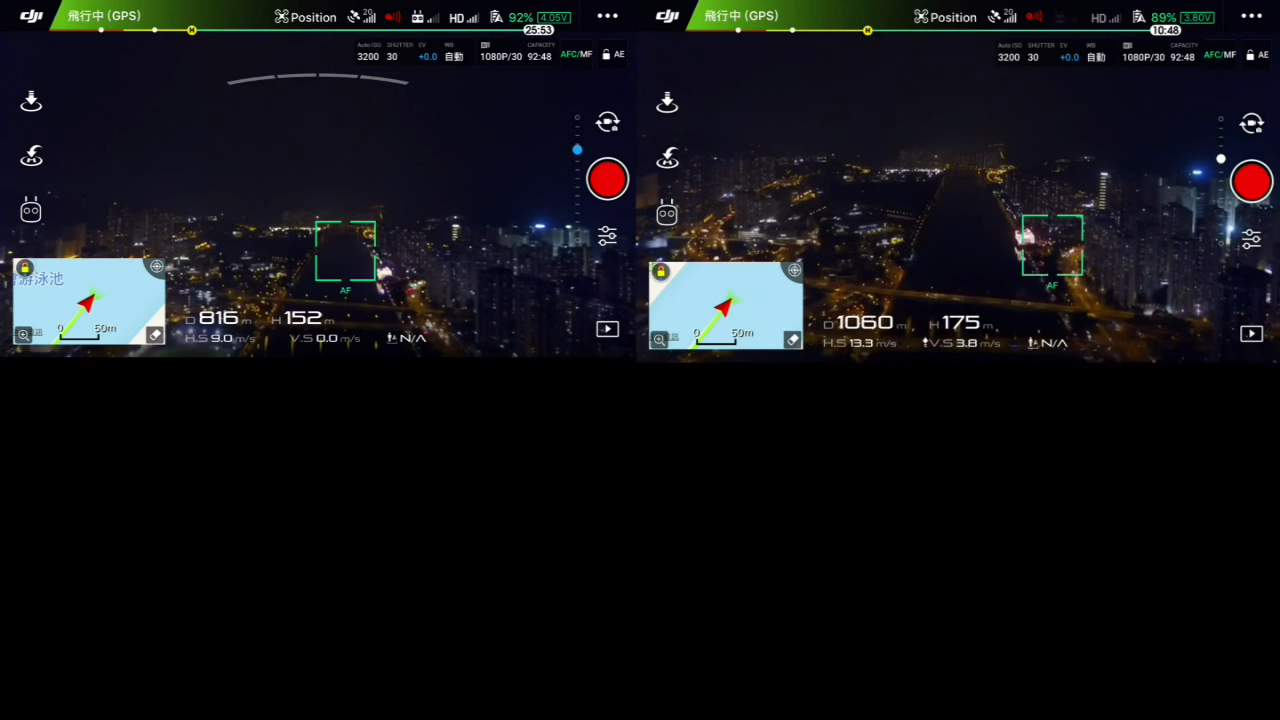 dji 飛行中 (GPS) Position 20 HD 92% 4.05V
H 25:53
Auto ISO SHUTTER EV WB CAPACITY
3200 30 +0.0 自動 1080P/30 92:48 AFC/MF AE
AF
游泳池
0 50m
D 816 m H 152 m
H.S 9.0 m/s V.S 0.0 m/s N/A
dji 飛行中 (GPS) Position 20 HD 89% 3.80V
H 10:48
Auto ISO SHUTTER EV WB CAPACITY
3200 30 +0.0 自動 1080P/30 92:48 AFC/MF AE
AF
0 50m
D 1060 m H 175 m
H.S 13.3 m/s V.S 3.8 m/s N/A